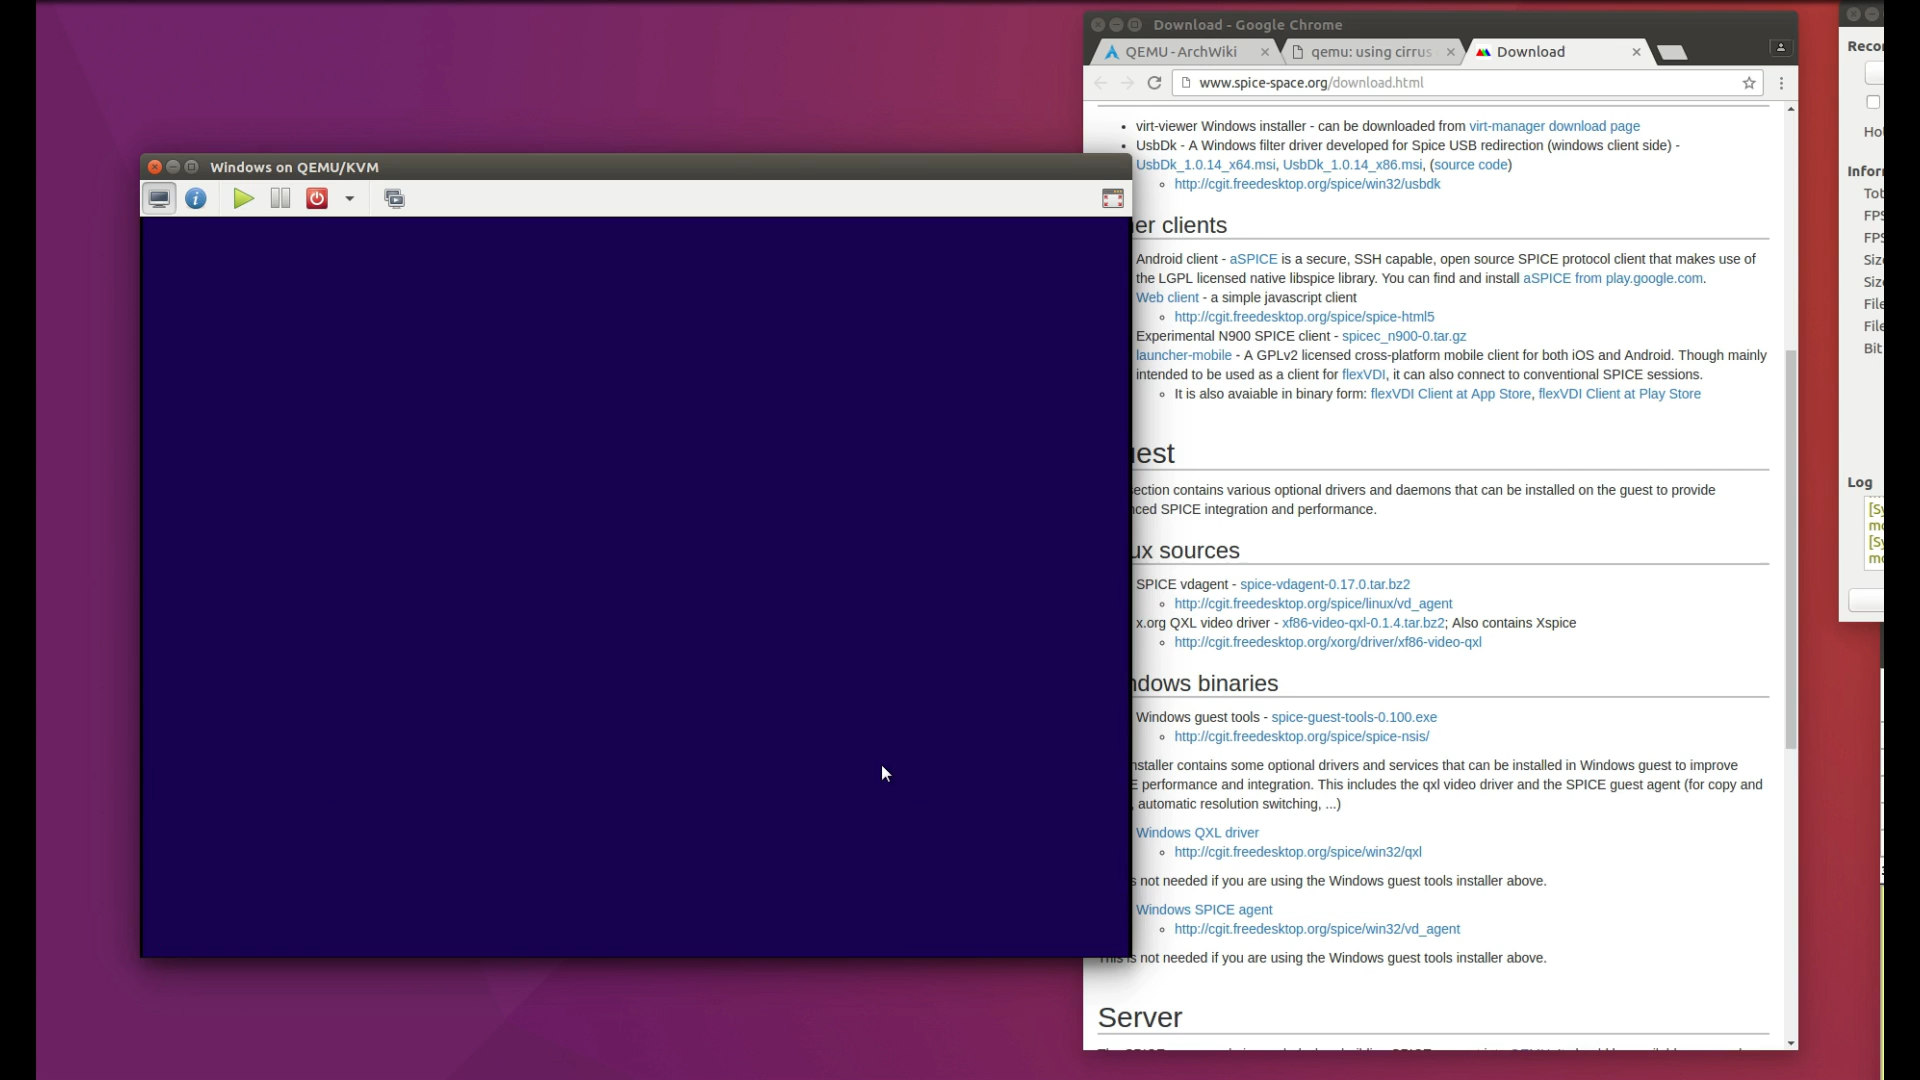 Windows on QEMU/KVM
Download - Google Chrome
QEMU - ArchWiki
qemu: using cirrus
Download
www.spice-space.org/download.html
virt-viewer Windows installer - can be downloaded from virt-manager download page
UsbDk - A Windows filter driver developed for Spice USB redirection (windows client side) -
UsbDk_1.0.14_x64.msi, UsbDk_1.0.14_x86.msi, (source code)
http://cgit.freedesktop.org/spice/win32/usbdk
er clients
Android client - aSPICE is a secure, SSH capable, open source SPICE protocol client that makes use of
the LGPL licensed native libspice library. You can find and install aSPICE from play.google.com.
Web client - a simple javascript client
http://cgit.freedesktop.org/spice/spice-html5
Experimental N900 SPICE client - spicec_n900-0.tar.gz
launcher-mobile - A GPLv2 licensed cross-platform mobile client for both iOS and Android. Though mainly
intended to be used as a client for flexVDI, it can also connect to conventional SPICE sessions.
It is also avaiable in binary form: flexVDI Client at App Store, flexVDI Client at Play Store
est
section contains various optional drivers and daemons that can be installed on the guest to provide
ced SPICE integration and performance.
ux sources
SPICE vdagent - spice-vdagent-0.17.0.tar.bz2
http://cgit.freedesktop.org/spice/linux/vd_agent
x.org QXL video driver - xf86-video-qxl-0.1.4.tar.bz2; Also contains Xspice
http://cgit.freedesktop.org/xorg/driver/xf86-video-qxl
ndows binaries
Windows guest tools - spice-guest-tools-0.100.exe
http://cgit.freedesktop.org/spice/spice-nsis/
nstaller contains some optional drivers and services that can be installed in Windows guest to improve
E performance and integration. This includes the qxl video driver and the SPICE guest agent (for copy and
, automatic resolution switching, ...)
Windows QXL driver
http://cgit.freedesktop.org/spice/win32/qxl
s not needed if you are using the Windows guest tools installer above.
Windows SPICE agent
http://cgit.freedesktop.org/spice/win32/vd_agent
This is not needed if you are using the Windows guest tools installer above.
Server
Reco
Ho
Infor
Tot
FPS
FPS
Siz
Siz
File
File
Bit
Log
[Sy
mo
[Sy
mo